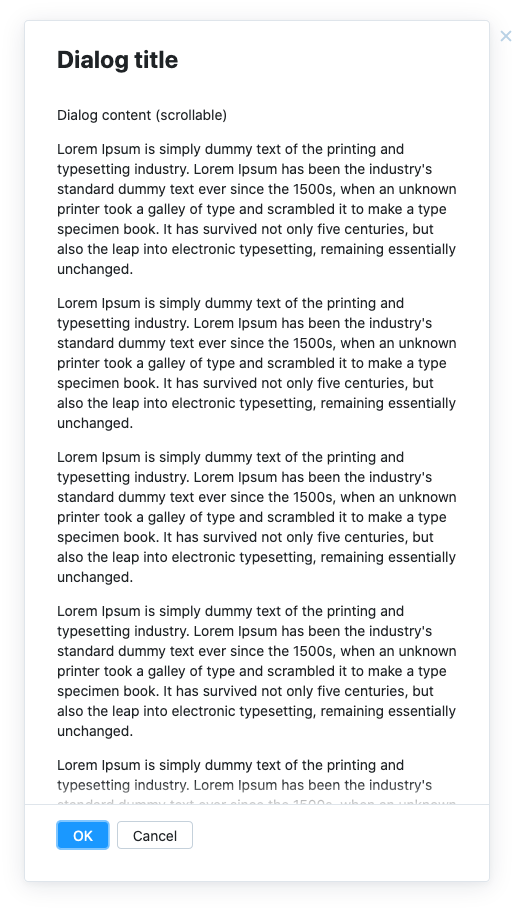 Dialog title
Dialog content (scrollable)
Lorem Ipsum is simply dummy text of the printing and
typesetting industry. Lorem Ipsum has been the industry's
standard dummy text ever since the 1500s, when an unknown
printer took a galley of type and scrambled it to make a type
specimen book. It has survived not only five centuries, but
also the leap into electronic typesetting, remaining essentially
unchanged.
Lorem Ipsum is simply dummy text of the printing and
typesetting industry. Lorem Ipsum has been the industry's
standard dummy text ever since the 1500s, when an unknown
printer took a galley of type and scrambled it to make a type
specimen book. It has survived not only five centuries, but
also the leap into electronic typesetting, remaining essentially
unchanged.
Lorem Ipsum is simply dummy text of the printing and
typesetting industry. Lorem Ipsum has been the industry's
standard dummy text ever since the 1500s, when an unknown
printer took a galley of type and scrambled it to make a type
specimen book. It has survived not only five centuries, but
also the leap into electronic typesetting, remaining essentially
unchanged.
Lorem Ipsum is simply dummy text of the printing and
typesetting industry. Lorem Ipsum has been the industry's
standard dummy text ever since the 1500s, when an unknown
printer took a galley of type and scrambled it to make a type
specimen book. It has survived not only five centuries, but
also the leap into electronic typesetting, remaining essentially
unchanged.
Lorem Ipsum is simply dummy text of the printing and
typesetting industry. Lorem Ipsum has been the industry's
standard dummy text ever since the 1500s, when an unknown
OK
Cancel